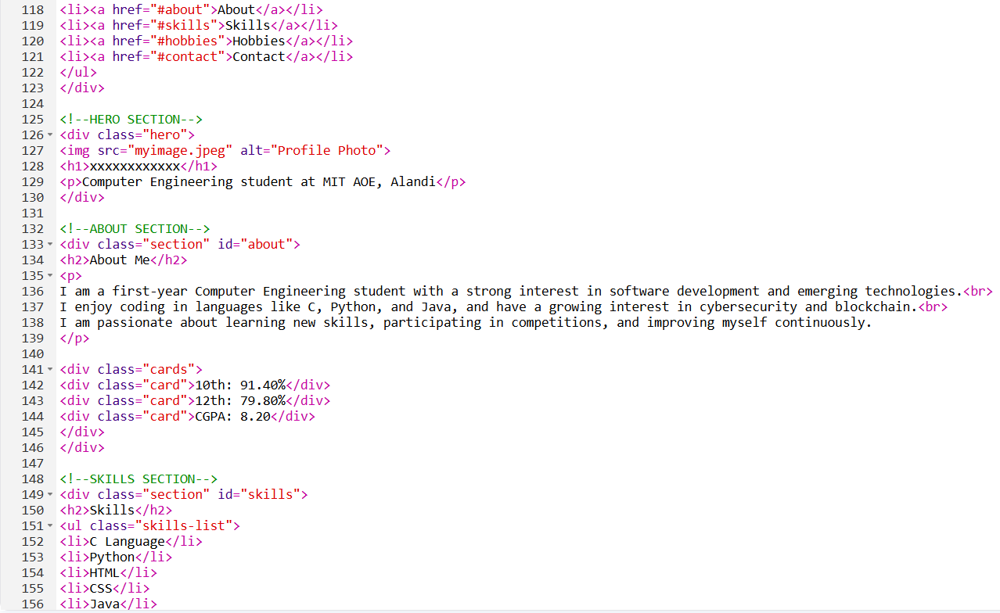 118 <li><a href="#about">About</a></li>
119 <li><a href="#skills">Skills</a></li>
120 <li><a href="#hobbies">Hobbies</a></li>
121 <li><a href="#contact">Contact</a></li>
122 </ul>
123 </div>
124
125 <!--HERO SECTION-->
126 <div class="hero">
127 <img src="myimage.jpeg" alt="Profile Photo">
128 <h1>xxxxxxxxxxxx</h1>
129 <p>Computer Engineering student at MIT AOE, Alandi</p>
130 </div>
131
132 <!--ABOUT SECTION-->
133 <div class="section" id="about">
134 <h2>About Me</h2>
135 <p>
136 I am a first-year Computer Engineering student with a strong interest in software development and emerging technologies.<br>
137 I enjoy coding in languages like C, Python, and Java, and have a growing interest in cybersecurity and blockchain.<br>
138 I am passionate about learning new skills, participating in competitions, and improving myself continuously.
139 </p>
140
141 <div class="cards">
142 <div class="card">10th: 91.40%</div>
143 <div class="card">12th: 79.80%</div>
144 <div class="card">CGPA: 8.20</div>
145 </div>
146 </div>
147
148 <!--SKILLS SECTION-->
149 <div class="section" id="skills">
150 <h2>Skills</h2>
151 <ul class="skills-list">
152 <li>C Language</li>
153 <li>Python</li>
154 <li>HTML</li>
155 <li>CSS</li>
156 <li>Java</li>